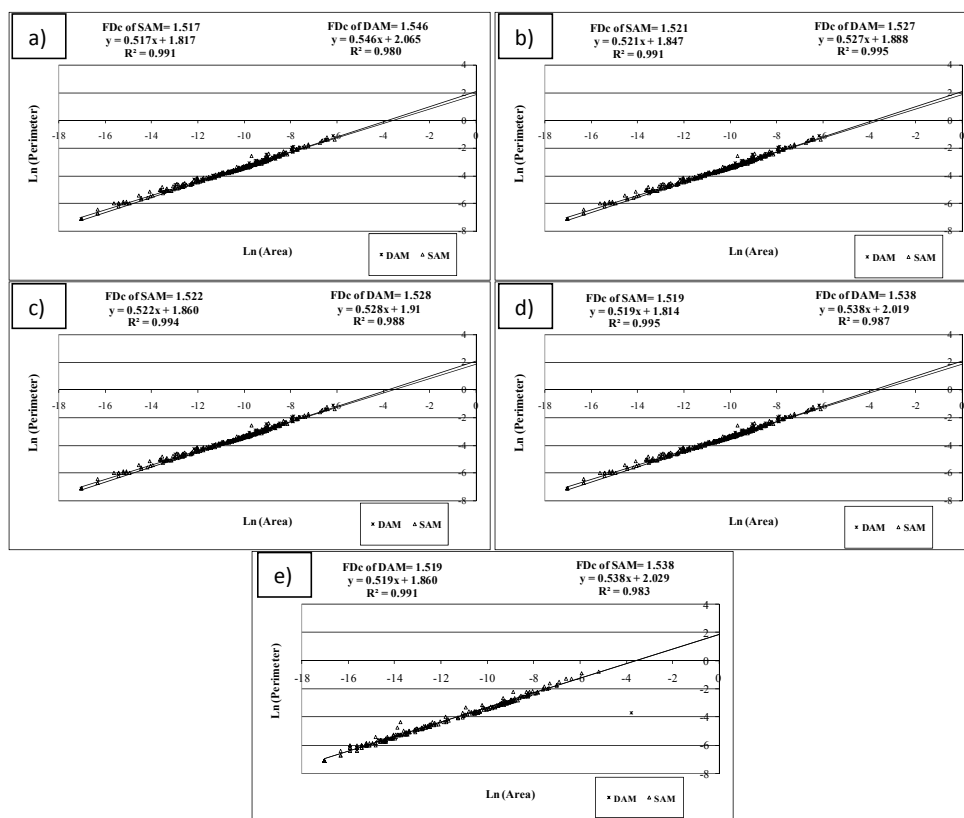 a)
FDc of SAM= 1.517
y = 0.517x + 1.817
R² = 0.991
FDc of DAM= 1.546
y = 0.546x + 2.065
R² = 0.980
4
2
0
-2
-4
-6
-8
-18 -16 -14 -12 -10 -8 -6 -4 -2 0
Ln (Perimeter)
Ln (Area)
DAM SAM
b)
FDc of SAM= 1.521
y = 0.521x + 1.847
R² = 0.991
FDc of DAM= 1.527
y = 0.527x + 1.888
R² = 0.995
4
2
0
-2
-4
-6
-8
-18 -16 -14 -12 -10 -8 -6 -4 -2 0
Ln (Perimeter)
Ln (Area)
DAM SAM
c)
FDc of SAM= 1.522
y = 0.522x + 1.860
R² = 0.994
FDc of DAM= 1.528
y = 0.528x + 1.91
R² = 0.988
4
2
0
-2
-4
-6
-8
-18 -16 -14 -12 -10 -8 -6 -4 -2 0
Ln (Perimeter)
Ln (Area)
DAM SAM
d)
FDc of SAM= 1.519
y = 0.519x + 1.814
R² = 0.995
FDc of DAM= 1.538
y = 0.538x + 2.019
R² = 0.987
4
2
0
-2
-4
-6
-8
-18 -16 -14 -12 -10 -8 -6 -4 -2 0
Ln (Perimeter)
Ln (Area)
DAM SAM
e)
FDc of DAM= 1.519
y = 0.519x + 1.860
R² = 0.991
FDc of SAM= 1.538
y = 0.538x + 2.029
R² = 0.983
4
2
0
-2
-4
-6
-8
-18 -16 -14 -12 -10 -8 -6 -4 -2 0
Ln (Perimeter)
Ln (Area)
DAM SAM